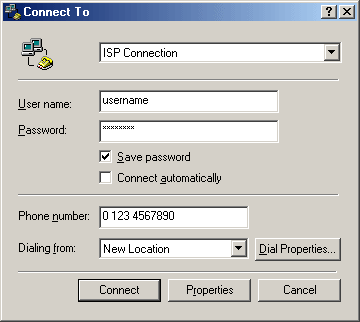 Connect To
ISP Connection
User name: username
Password: xxxxxxxx
Save password
Connect automatically
Phone number: 0 123 4567890
Dialing from: New Location Dial Properties...
Connect Properties Cancel